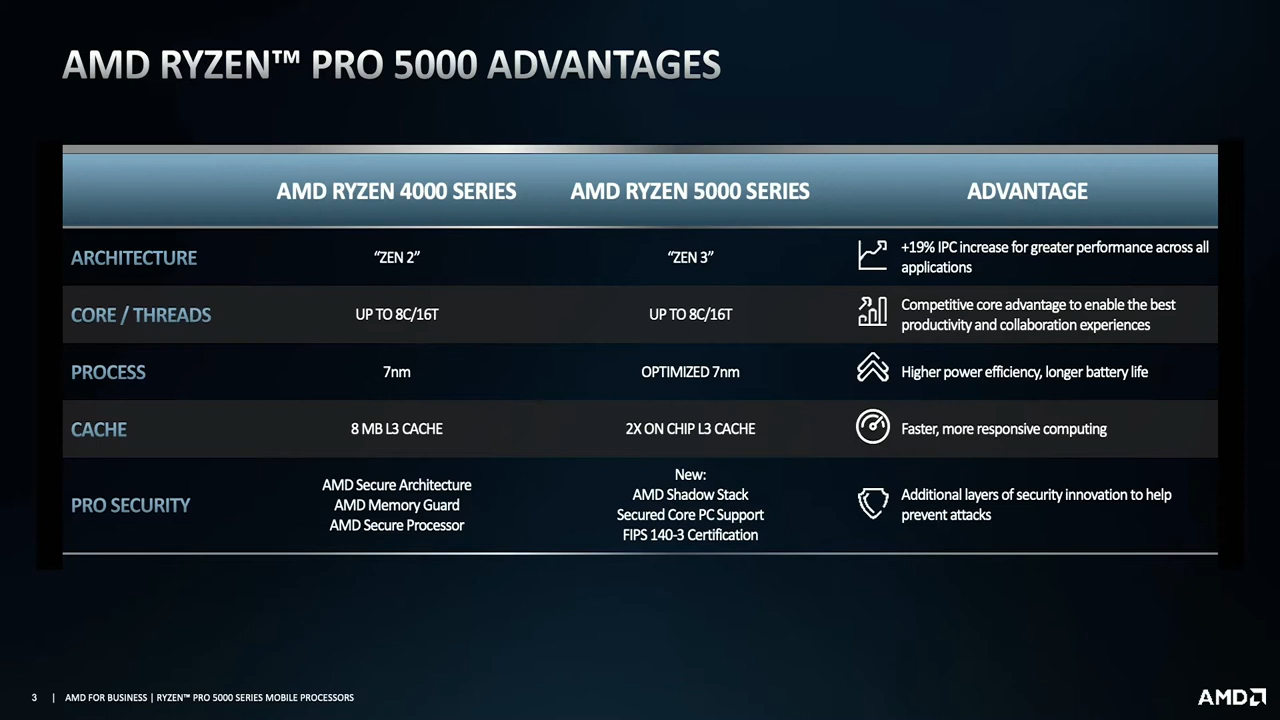 AMD RYZEN™ PRO 5000 ADVANTAGES
AMD RYZEN 4000 SERIES
AMD RYZEN 5000 SERIES
ADVANTAGE
ARCHITECTURE
“ZEN 2”
“ZEN 3”
+19% IPC increase for greater performance across all
applications
CORE / THREADS
UP TO 8C/16T
UP TO 8C/16T
Competitive core advantage to enable the best
productivity and collaboration experiences
PROCESS
7nm
OPTIMIZED 7nm
Higher power efficiency, longer battery life
CACHE
8 MB L3 CACHE
2X ON CHIP L3 CACHE
Faster, more responsive computing
PRO SECURITY
AMD Secure Architecture
AMD Memory Guard
AMD Secure Processor
New:
AMD Shadow Stack
Secured Core PC Support
FIPS 140-3 Certification
Additional layers of security innovation to help
prevent attacks
3 | AMD FOR BUSINESS | RYZEN™ PRO 5000 SERIES MOBILE PROCESSORS
AMD